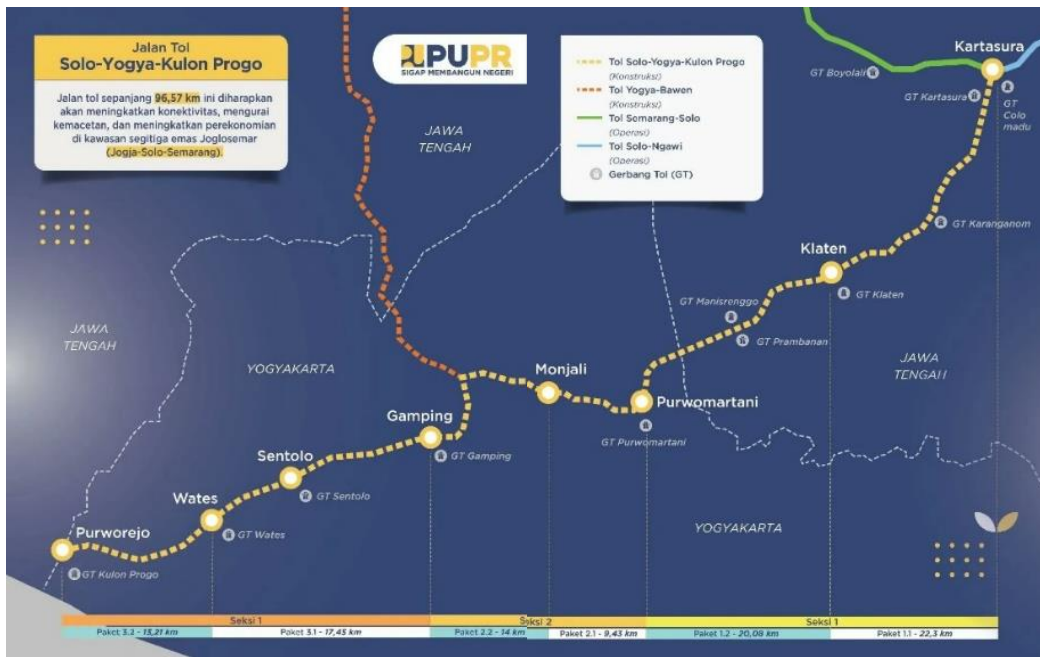 Jalan Tol
Solo-Yogya-Kulon Progo
Jalan tol sepanjang 96,57 km ini diharapkan
akan meningkatkan konektivitas, mengurai
kemacetan, dan meningkatkan perekonomian
di kawasan segitiga emas Joglosemar
(Jogja-Solo-Semarang).
PUPR
SIGAP MEMBANGUN NEGERI
Tol Solo-Yogya-Kulon Progo
(Konstruksi)
Tol Yogya-Bawen
(Konstruksi)
Tol Semarang-Solo
(Operasi)
Tol Solo-Ngawi
(Operasi)
Gerbang Tol (GT)
Kartasura
GT Boyolali
GT Kartasura
GT
Colo
madu
JAWA
TENGAH
GT Karanganom
Klaten
GT Klaten
GT Manisrenggo
GT Prambanan
JAWA
TENGAH
JAWA
TENGAH
YOGYAKARTA
Monjali
Purwomartani
GT Purwomartani
Gamping
GT Gamping
Sentolo
GT Sentolo
Wates
GT Wates
YOGYAKARTA
Purworejo
GT Kulon Progo
Seksi 1
Seksi 2
Seksi 1
Paket 3.2 - 15,21 km
Paket 3.1 - 17,45 km
Paket 2.2 - 14 km
Paket 2.1 - 9,43 km
Paket 1.2 - 20,08 km
Paket 1.1 - 22,3 km